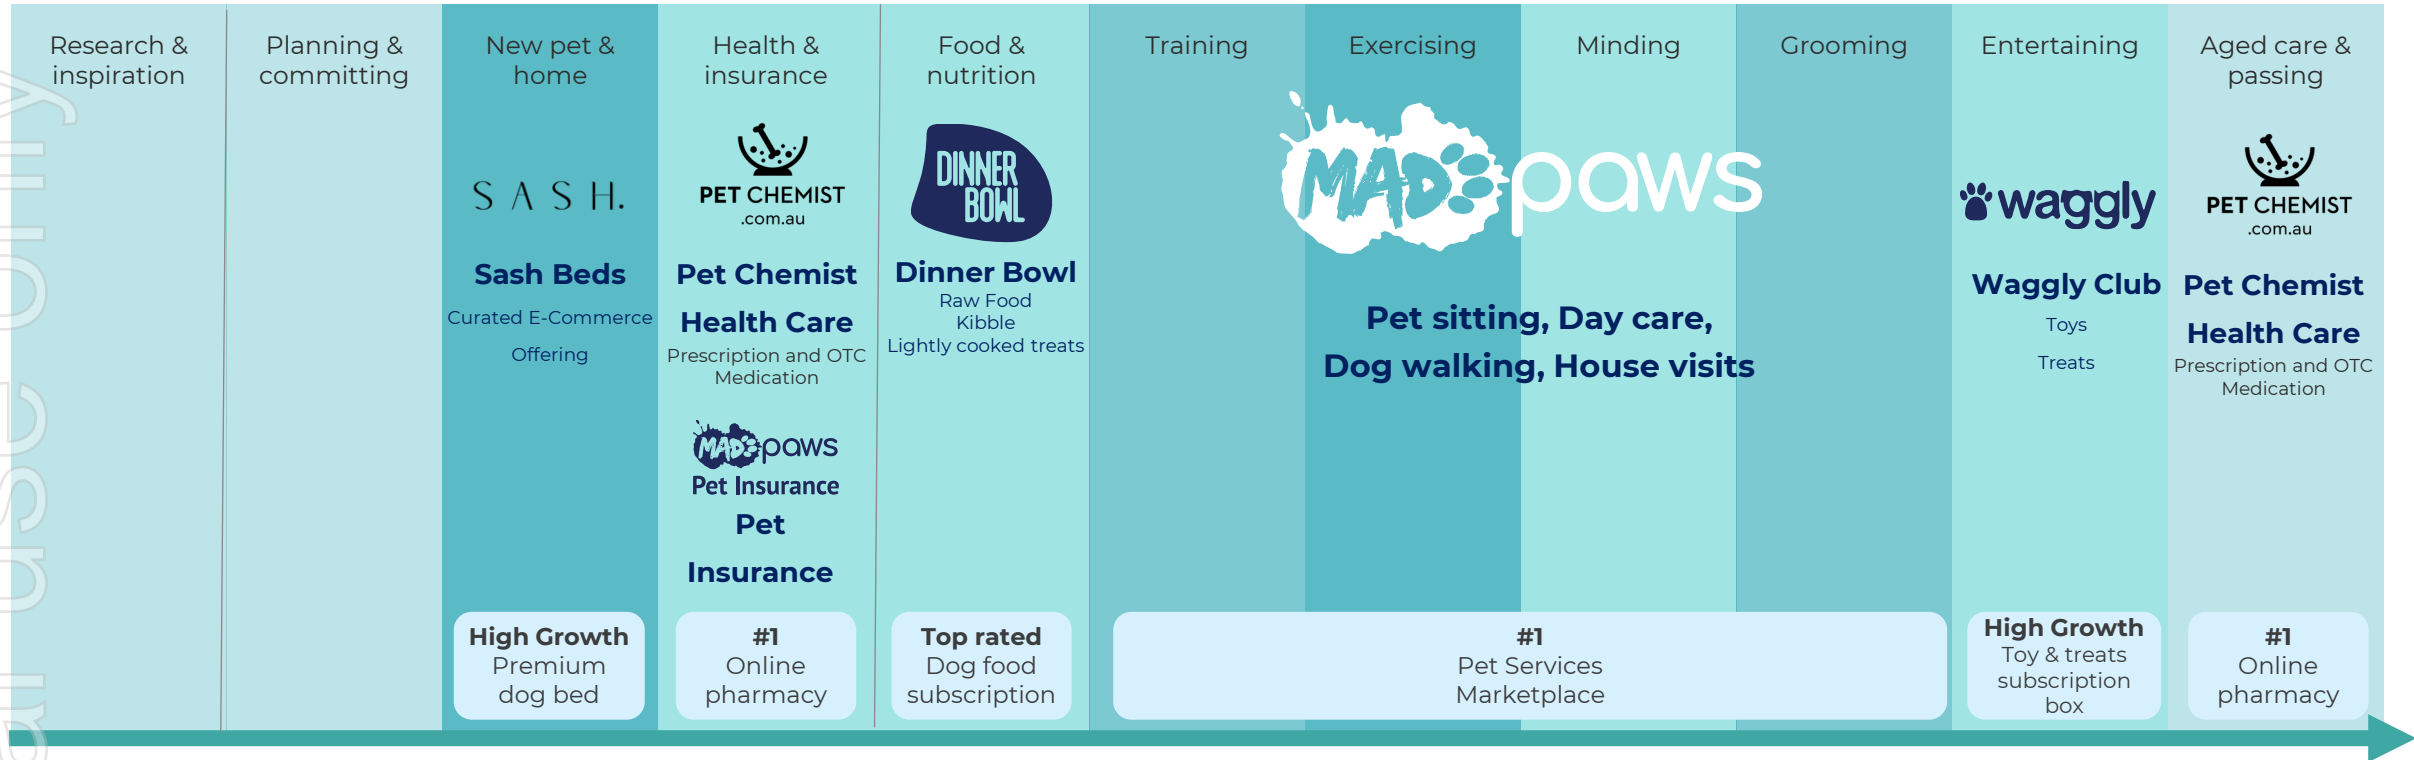 Research &
inspiration
Planning &
committing
New pet &
home
Health &
insurance
Food &
nutrition
Training
Exercising
Minding
Grooming
Entertaining
Aged care &
passing
SASH.
Sash Beds
Curated E-Commerce
Offering
High Growth
Premium
dog bed
PET CHEMIST
.com.au
Pet Chemist
Health Care
Prescription and OTC
Medication
MAD paws
Pet Insurance
Pet
Insurance
#1
Online
pharmacy
DINNER
BOWL
Dinner Bowl
Raw Food
Kibble
Lightly cooked treats
Top rated
Dog food
subscription
MAD paws
Pet sitting, Day care,
Dog walking, House visits
#1
Pet Services
Marketplace
waggly
Waggly Club
Toys
Treats
High Growth
Toy & treats
subscription
box
PET CHEMIST
.com.au
Pet Chemist
Health Care
Prescription and OTC
Medication
#1
Online
pharmacy
use only